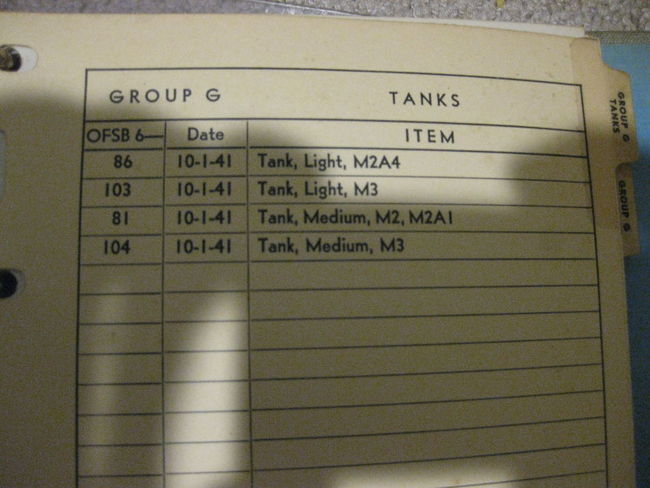 GROUP G TANKS
OFSB 6— Date ITEM
86 10-1-41 Tank, Light, M2A4
103 10-1-41 Tank, Light, M3
81 10-1-41 Tank, Medium, M2, M2A1
104 10-1-41 Tank, Medium, M3
GROUP G
TANKS
GROUP G